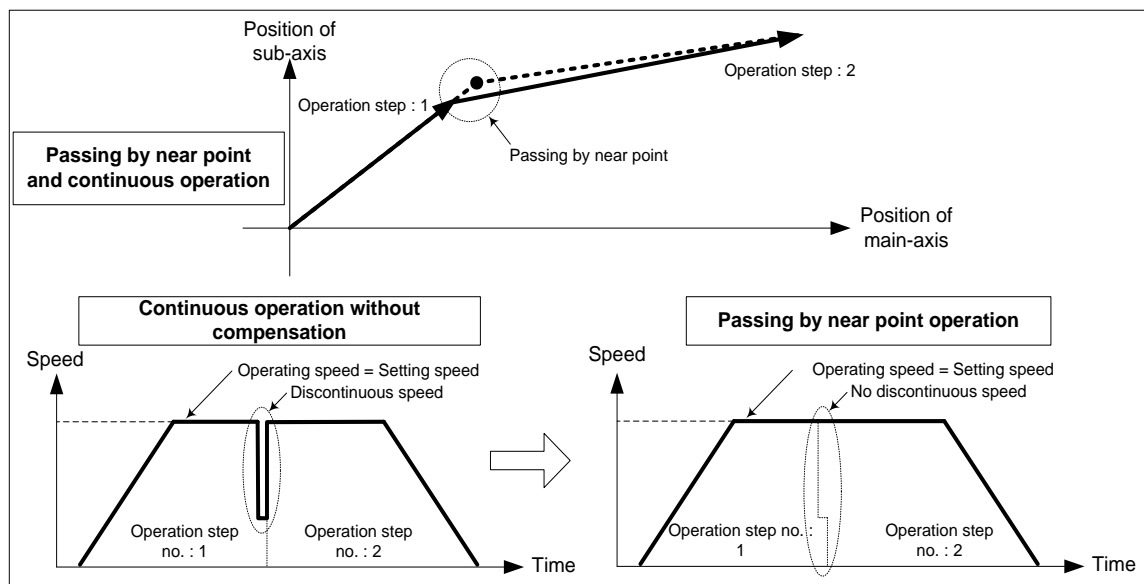 Position of
sub-axis
Operation step : 2
Operation step : 1
Passing by near point
Passing by near point
and continuous operation
Position of
main-axis
Continuous operation without
compensation
Speed
Operating speed = Setting speed
Discontinuous speed
Operation step
no. : 1
Operation step
no. : 2
Time
Passing by near point operation
Speed
Operating speed = Setting speed
No discontinuous speed
Operation step no. :
1
Operation step
no. : 2
Time